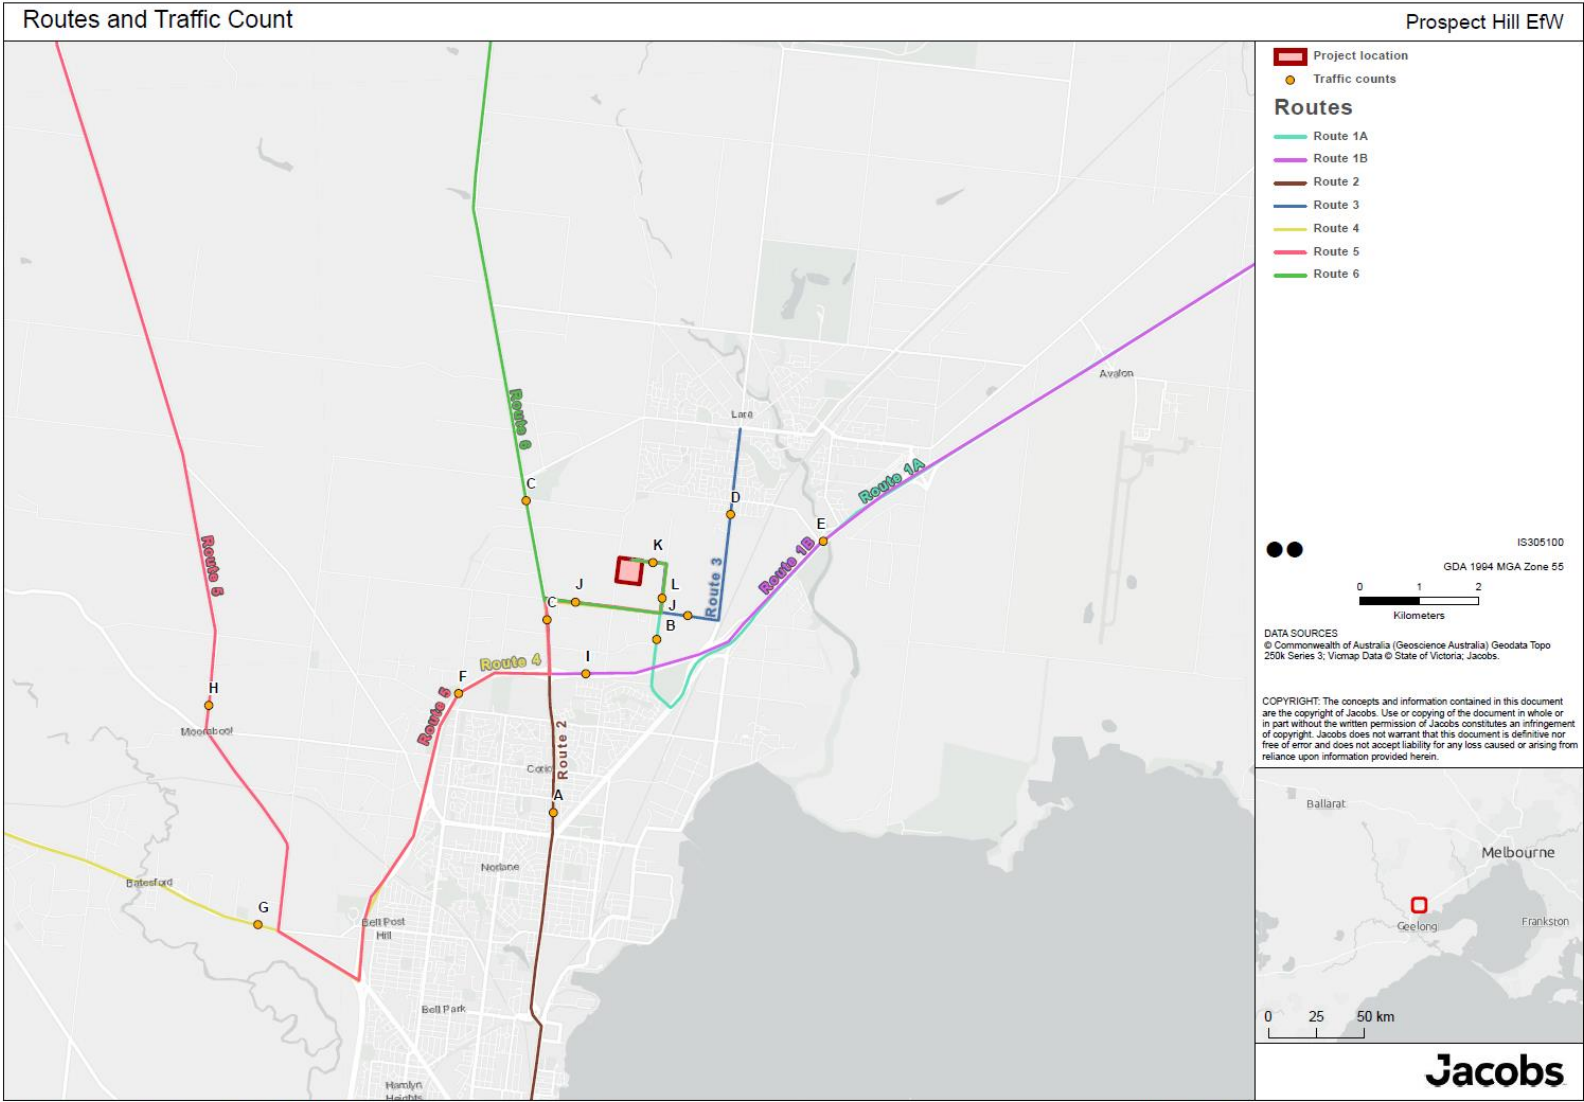 Routes and Traffic Count
Prospect Hill EfW
Project location
Traffic counts
Routes
Route 1A
Route 1B
Route 2
Route 3
Route 4
Route 5
Route 6
Route 6
Avalon
Lara
Route 1A
C
D
E
Route 5
Route 1B
K
Route 3
J
L
C
J
B
Route 4
I
F
H
Route 5
Moorabool
Route 2
Corio
A
Norlane
Batesford
G
Bell Post
Hill
Bell Park
Hamlyn
Heights
IS305100
GDA 1994 MGA Zone 55
0 1 2
Kilometers
DATA SOURCES
© Commonwealth of Australia (Geoscience Australia) Geodata Topo
250k Series 3; Vicmap Data © State of Victoria; Jacobs.
COPYRIGHT: The concepts and information contained in this document
are the copyright of Jacobs. Use or copying of the document in whole or
in part without the written permission of Jacobs constitutes an infringement
of copyright. Jacobs does not warrant that this document is definitive nor
free of error and does not accept liability for any loss caused or arising from
reliance upon information provided herein.
Ballarat
Melbourne
Geelong
Frankston
0 25 50 km
Jacobs